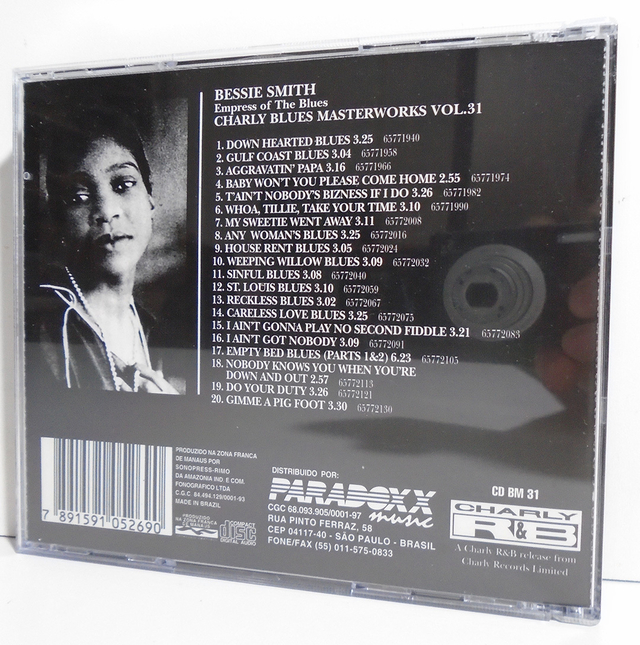 BESSIE SMITH
Empress of The Blues
CHARLY BLUES MASTERWORKS VOL.31
1. DOWN HEARTED BLUES 3.25 65771940
2. GULF COAST BLUES 3.04 65771958
3. AGGRAVATIN' PAPA 3.16 65771966
4. BABY WON'T YOU PLEASE COME HOME 2.55 65771974
5. T'AIN'T NOBODY'S BIZNESS IF I DO 3.26 65771982
6. WHOA, TILLIE, TAKE YOUR TIME 3.10 65771990
7. MY SWEETIE WENT AWAY 3.11 65772008
8. ANY WOMAN'S BLUES 3.25 65772016
9. HOUSE RENT BLUES 3.05 65772024
10. WEEPING WILLOW BLUES 3.09 65772032
11. SINFUL BLUES 3.08 65772040
12. ST. LOUIS BLUES 3.10 65772059
13. RECKLESS BLUES 3.02 65772067
14. CARELESS LOVE BLUES 3.25 65772075
15. I AIN'T GONNA PLAY NO SECOND FIDDLE 3.21 65772083
16. I AIN'T GOT NOBODY 3.09 65772091
17. EMPTY BED BLUES (PARTS 1&2) 6.23 65772105
18. NOBODY KNOWS YOU WHEN YOU'RE
DOWN AND OUT 2.57 65772113
19. DO YOUR DUTY 3.26 65772121
20. GIMME A PIG FOOT 3.30 65772130
7 891591 052690
PRODUZIDO NA ZONA FRANCA
DE MANAUS POR
SONOPRESS-RIMO
DA AMAZONIA IND. E COM.
FONOGRAFICO LTDA
C.G.C 84.494.129/0001-93
MADE IN BRAZIL
PRODUZIDO
NA ZONA FRANCA
DE MANAUS
COMPACT
disc
DIGITAL AUDIO
DISTRIBUIDO POR:
PARADOXX
music
CGC 68.093.905/0001-97
RUA PINTO FERRAZ, 58
CEP 04117-40 - SÃO PAULO - BRASIL
FONE/FAX (55) 011-575-0833
CD BM 31
CHARLY
R&B
A Charly R&B release from
Charly Records Limited